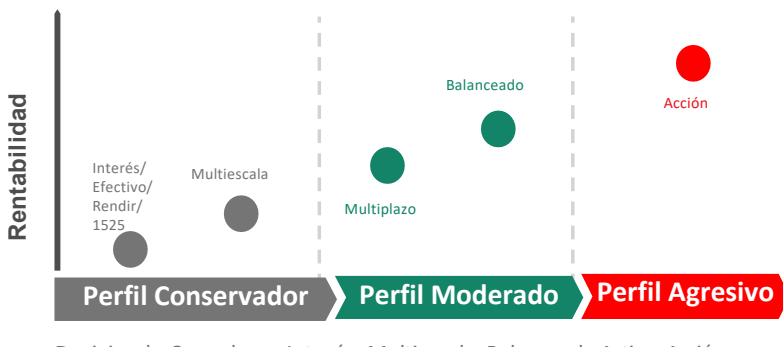 Rentabilidad
Balanceado
Acción
Interés/
Efectivo/
Rendir/
1525
Multiescala
Multiplazo
Perfil Conservador
Perfil Moderado
Perfil Agresivo